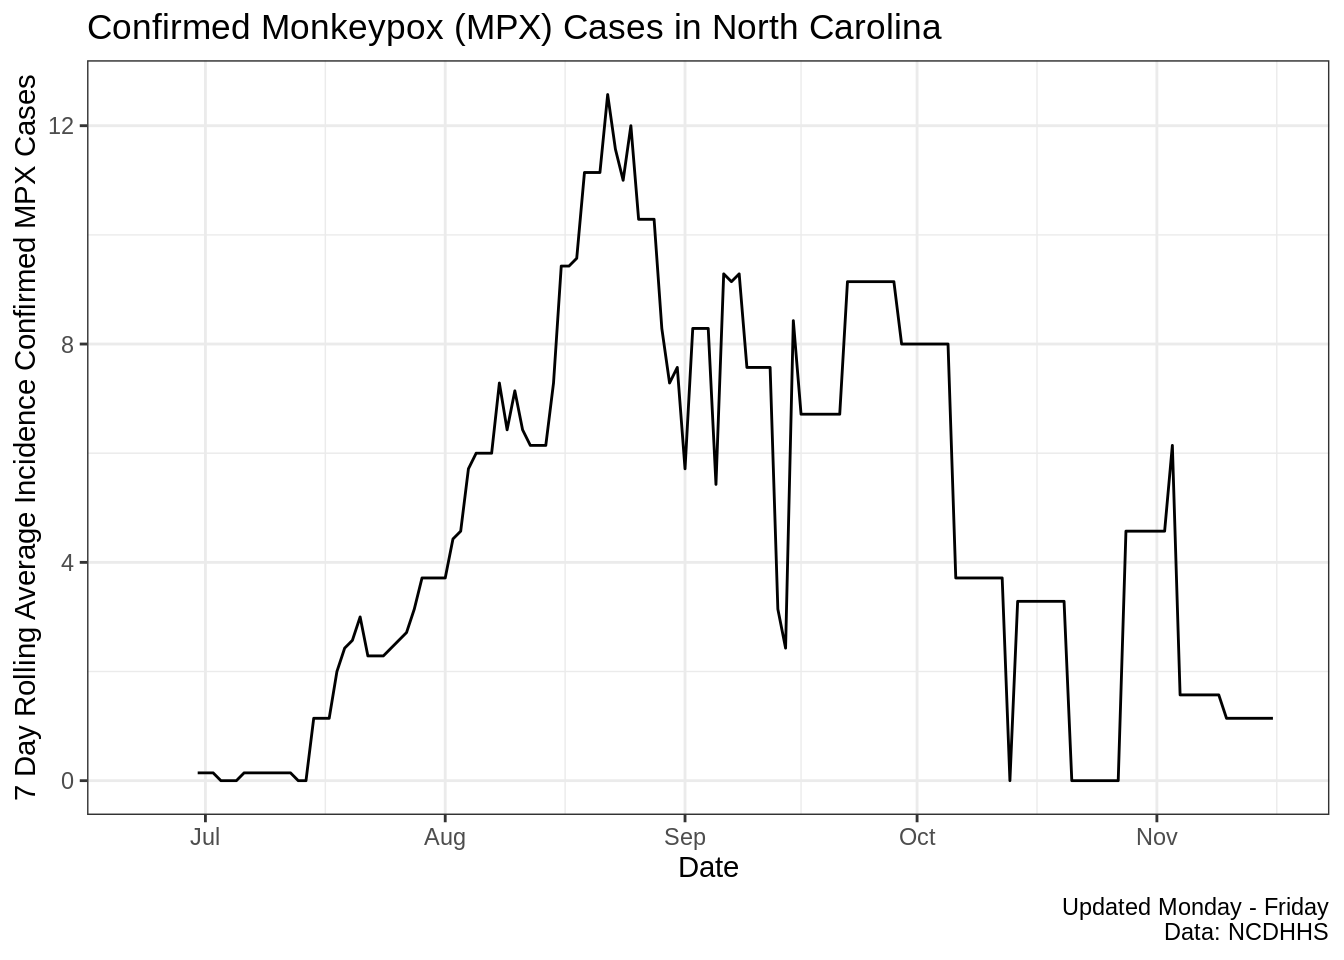 Confirmed Monkeypox (MPX) Cases in North Carolina
7 Day Rolling Average Incidence Confirmed MPX Cases
12
8
4
0
Jul
Aug
Sep
Oct
Nov
Date
Updated Monday - Friday
Data: NCDHHS